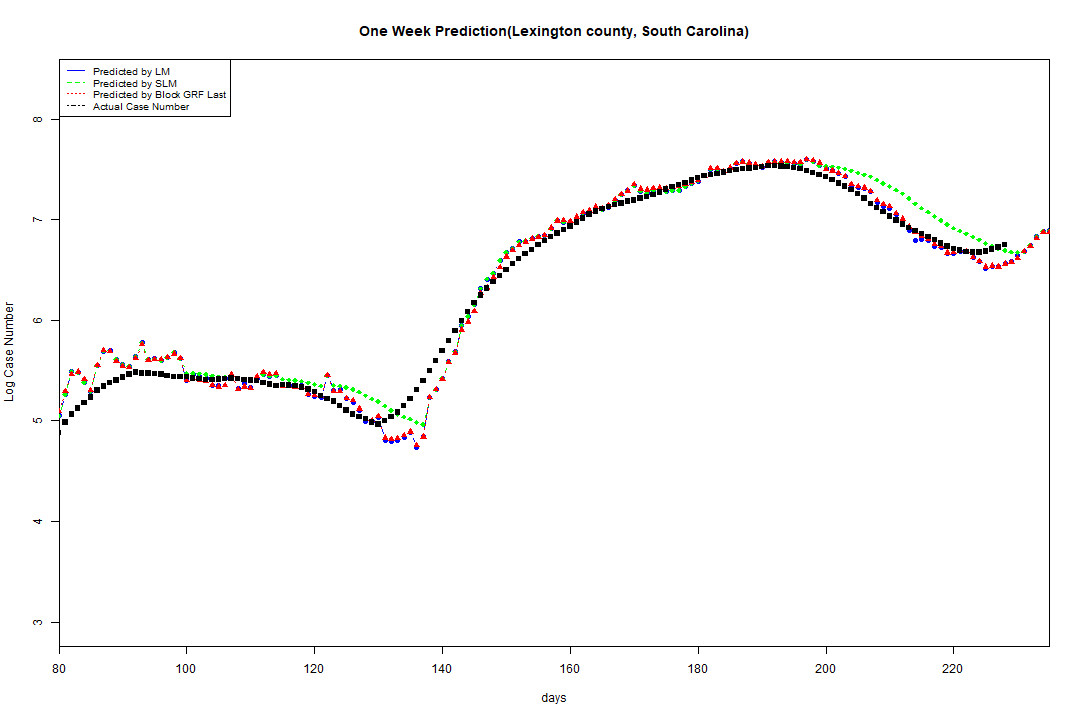 One Week Prediction(Lexington county, South Carolina)
Predicted by LM
Predicted by SLM
Predicted by Block GRF Last
Actual Case Number
8
7
6
5
4
3
Log Case Number
80 100 120 140 160 180 200 220
days